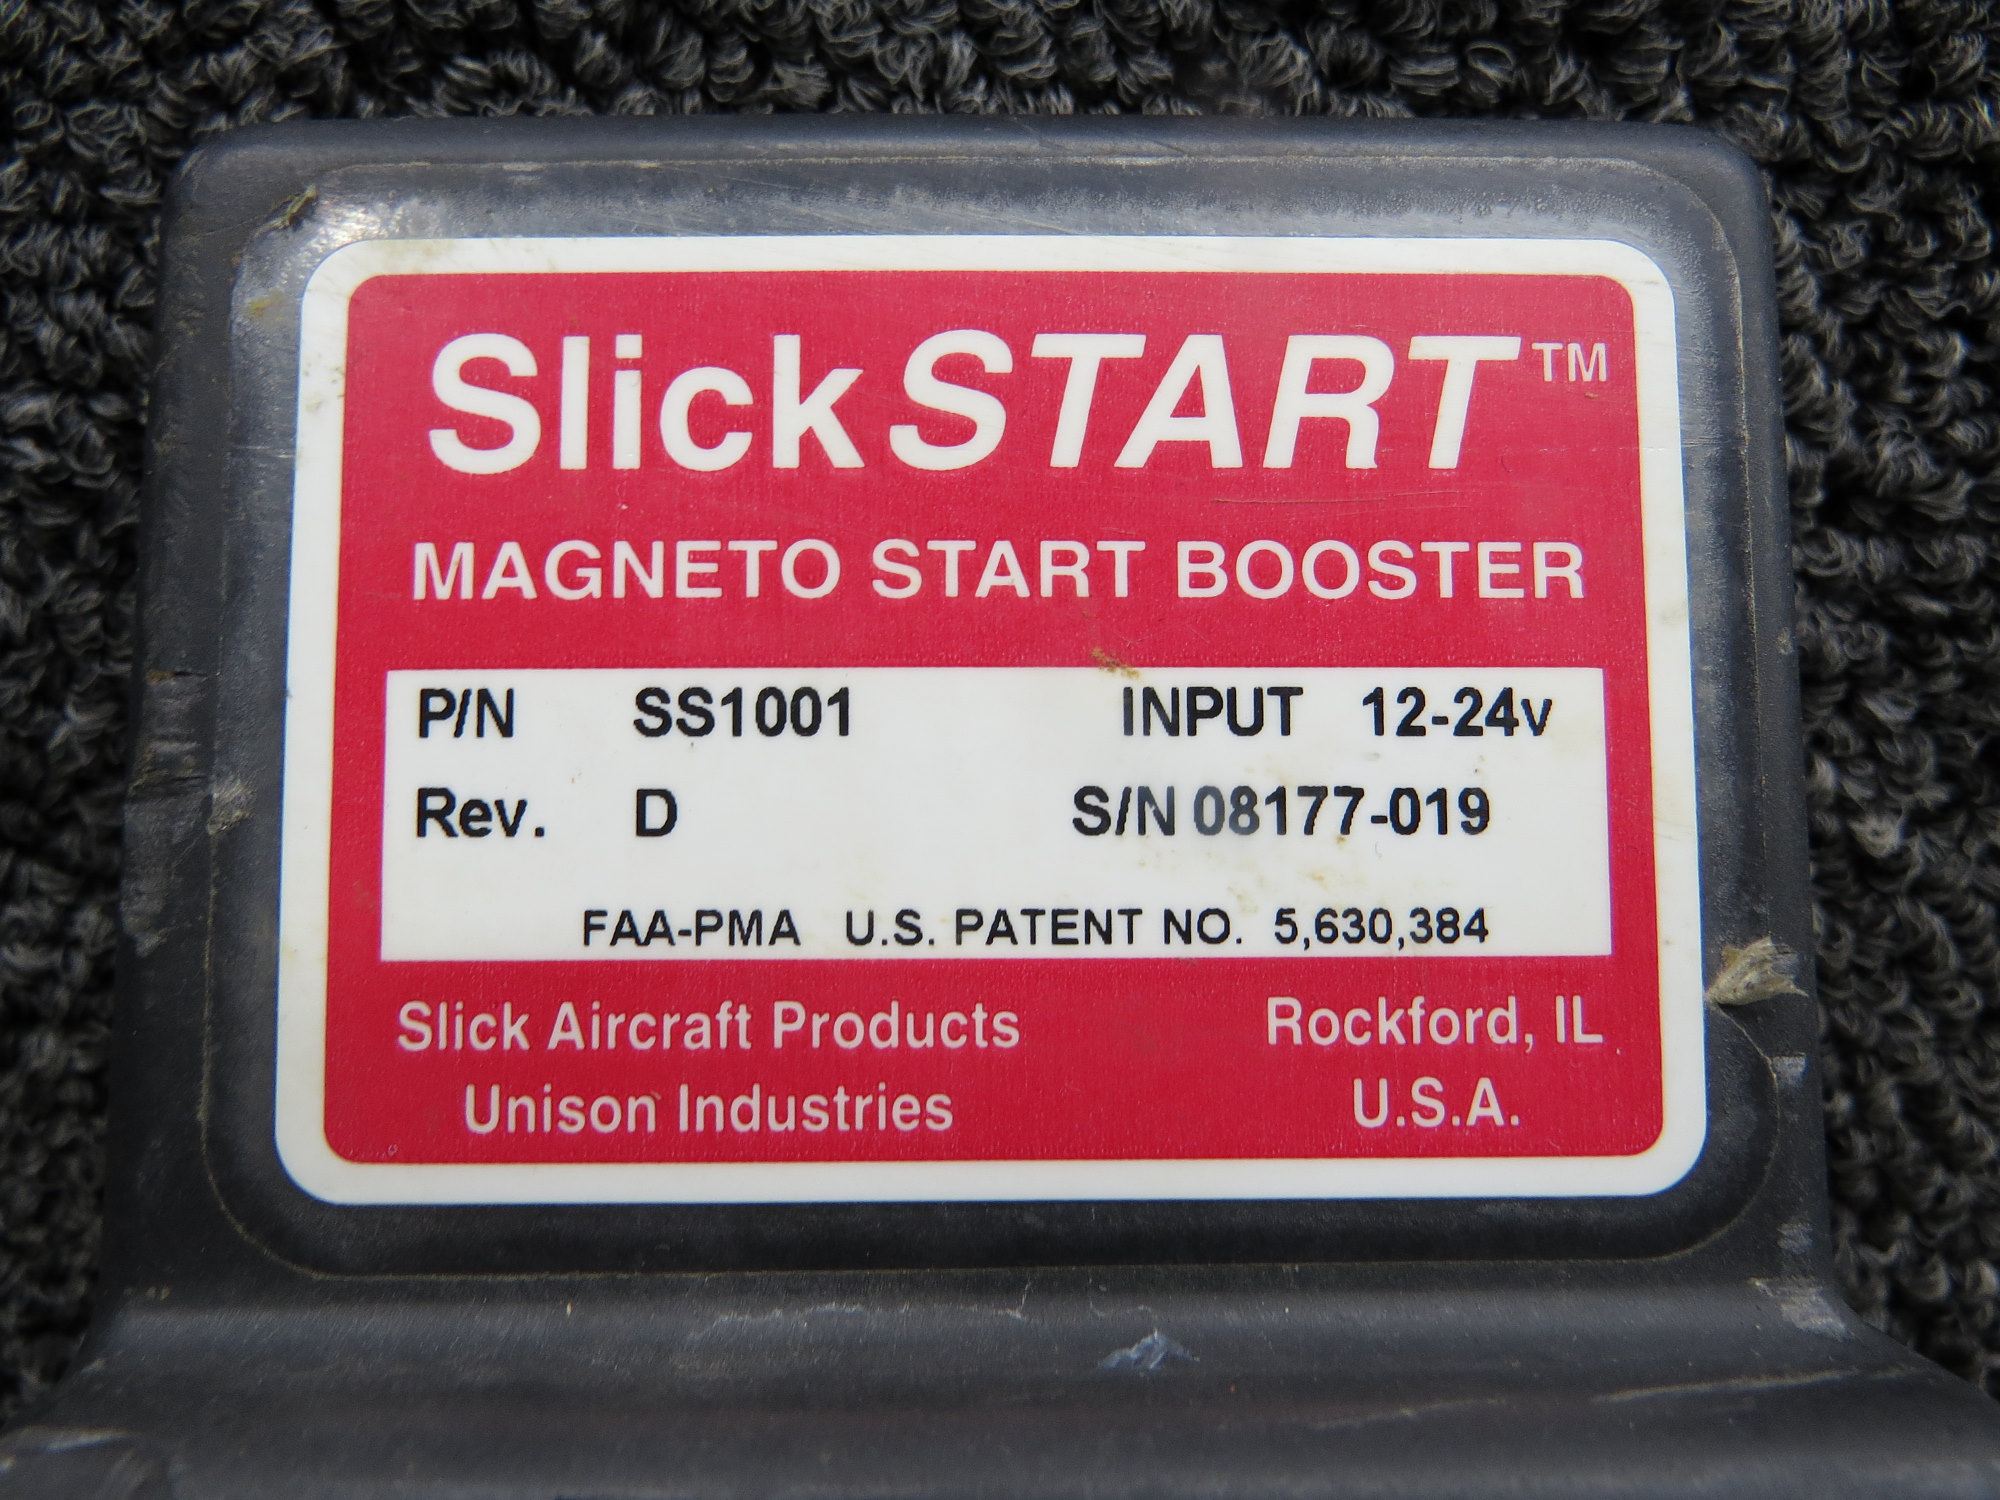 SlickSTART™
MAGNETO START BOOSTER
P/N SS1001 INPUT 12-24v
Rev. D S/N 08177-019
FAA-PMA U.S. PATENT NO. 5,630,384
Slick Aircraft Products Rockford, IL
Unison Industries U.S.A.